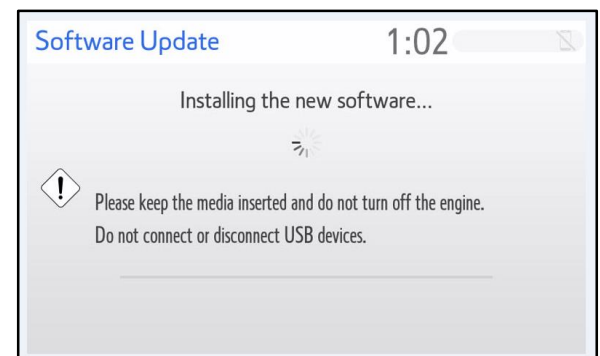 Software Update
1:02
Installing the new software...
!
Please keep the media inserted and do not turn off the engine.
Do not connect or disconnect USB devices.